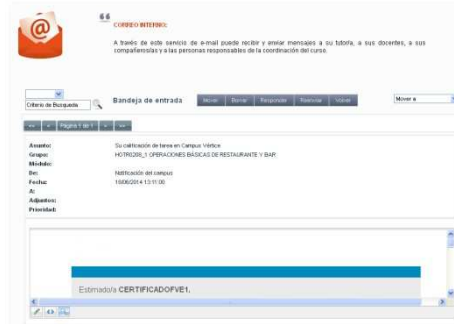 CORREO INTERNO:
A través de este servicio de e-mail puede recibir y enviar mensajes a su tutor/a, a sus docentes, a sus
compañeros/as y a las personas responsables de la coordinación del curso.
Criterio de Busqueda
Bandeja de entrada
Mover
Borrar
Responder
Reenviar
Volver
Mover a
Página 1 de 1
Asunto: Su calificación de tarea en Campus Vértice
Grupo: HOTR0208_1 OPERACIONES BÁSICAS DE RESTAURANTE Y BAR
Módulo:
De: Notificación del campus
Fecha: 18/06/2014 13:11:00
A:
Adjuntos:
Prioridad:
Estimado/a CERTIFICADOFVE1,